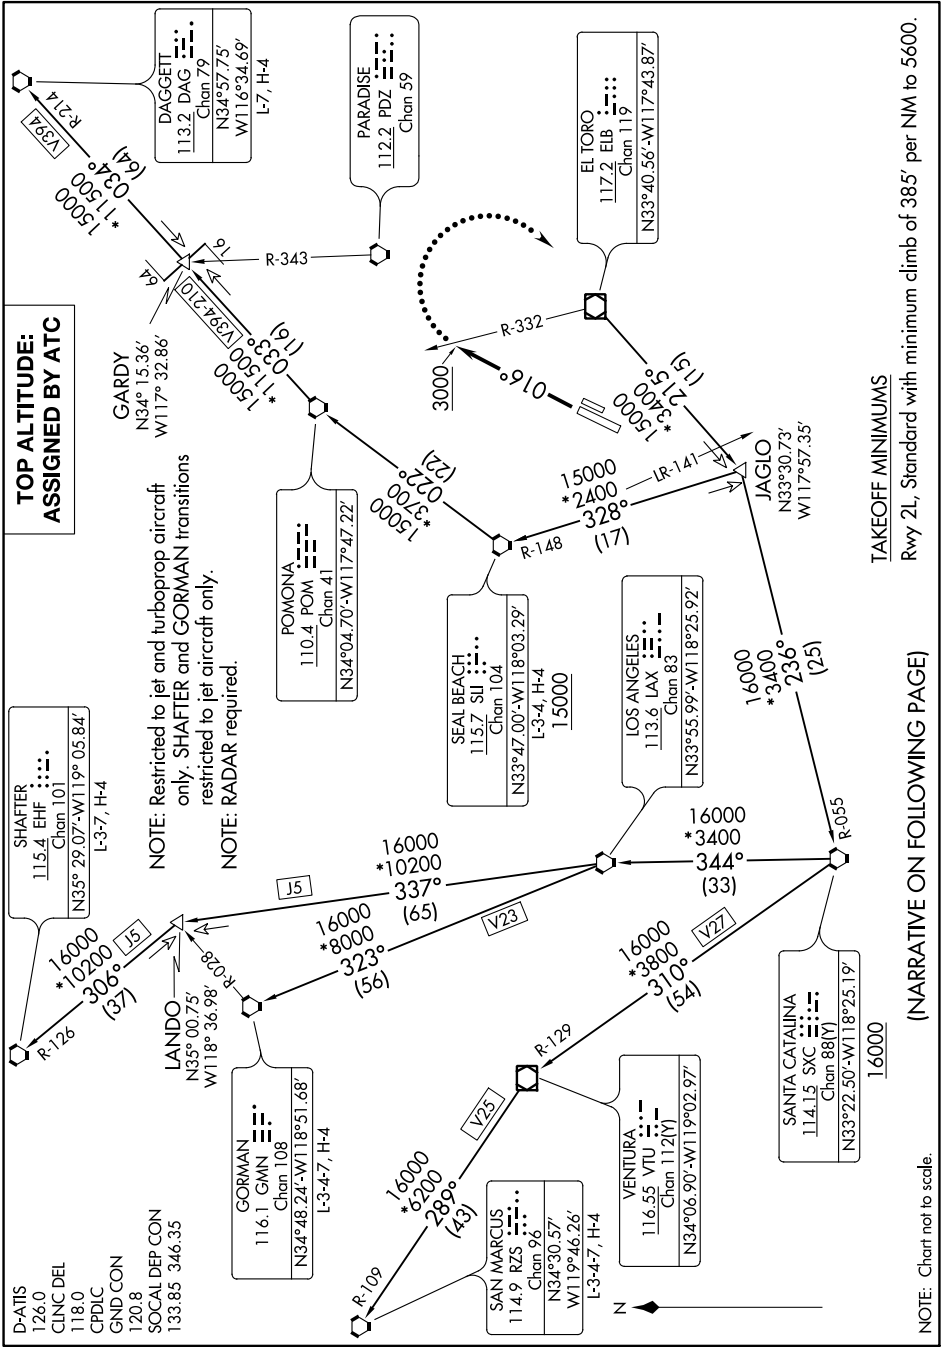 D-ATIS
126.0
CLNC DEL
118.0
CPDLC
GND CON
120.8
SOCAL DEP CON
133.85 346.35
TOP ALTITUDE:
ASSIGNED BY ATC
NOTE: Restricted to jet and turboprop aircraft
only. SHAFTER and GORMAN transitions
restricted to jet aircraft only.
NOTE: RADAR required.
SHAFTER
115.4 EHF
Chan 101
N35° 29.07'-W119° 05.84'
L-3-7, H-4
R-126
16000
*10200
306°
(37)
J5
LANDO
N35° 00.75'
W118° 36.98'
R-028
GORMAN
116.1 GMN
Chan 108
N34°48.24'-W118°51.68'
L-3-4-7, H-4
16000
*8000
323°
(56)
V23
16000
*10200
337°
(65)
J5
DAGGETT
113.2 DAG
Chan 79
N34°57.75'
W116°34.69'
L-7, H-4
R-214
V394
15000
*11500
034°
(64)
GARDY
N34° 15.36'
W117° 32.86'
64
16
V394-210
15000
*11500
033°
(16)
R-343
PARADISE
112.2 PDZ
Chan 59
POMONA
110.4 POM
Chan 41
N34°04.70'-W117°47.22'
15000
*3700
022°
(22)
SEAL BEACH
115.7 SLI
Chan 104
N33°47.00'-W118°03.29'
L-3-4, H-4
15000
R-148
15000
*2400
328°
(17)
LR-141
3000
R-332
016°
EL TORO
117.2 ELB
Chan 119
N33°40.56'-W117°43.87'
15000
*3400
215°
(15)
JAGLO
N33°30.73'
W117°57.35'
16000
*3400
236°
(25)
R-055
LOS ANGELES
113.6 LAX
Chan 83
N33°55.99'-W118°25.92'
16000
*3400
344°
(33)
SANTA CATALINA
114.15 SXC
Chan 88(Y)
N33°22.50'-W118°25.19'
16000
16000
*3800
310°
(54)
V27
R-129
VENTURA
116.55 VTU
Chan 112(Y)
N34°06.90'-W119°02.97'
V25
16000
*6200
289°
(43)
R-109
SAN MARCUS
114.9 RZS
Chan 96
N34°30.57'
W119°46.26'
L-3-4-7, H-4
N
TAKEOFF MINIMUMS
Rwy 2L, Standard with minimum climb of 385' per NM to 5600.
(NARRATIVE ON FOLLOWING PAGE)
NOTE: Chart not to scale.